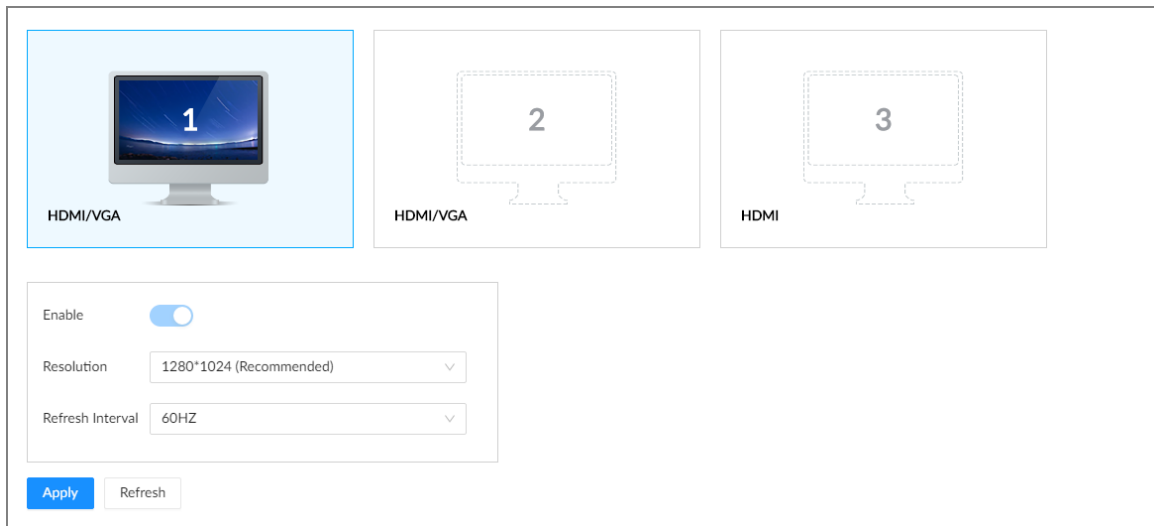 1
2
3
HDMI/VGA
HDMI/VGA
HDMI
Enable
Resolution 1280*1024 (Recommended)
Refresh Interval 60HZ
Apply Refresh